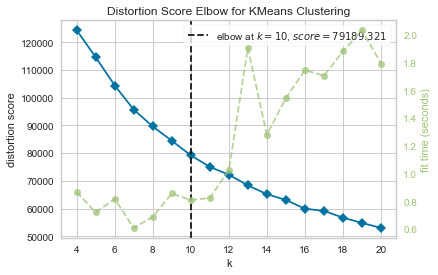 Distortion Score Elbow for KMeans Clustering
elbow at k = 10, score = 79189.321
distortion score
120000
110000
100000
90000
80000
70000
60000
50000
2.0
1.8
1.6
1.4
1.2
1.0
0.8
0.6
fit time (seconds)
4 6 8 10 12 14 16 18 20
k